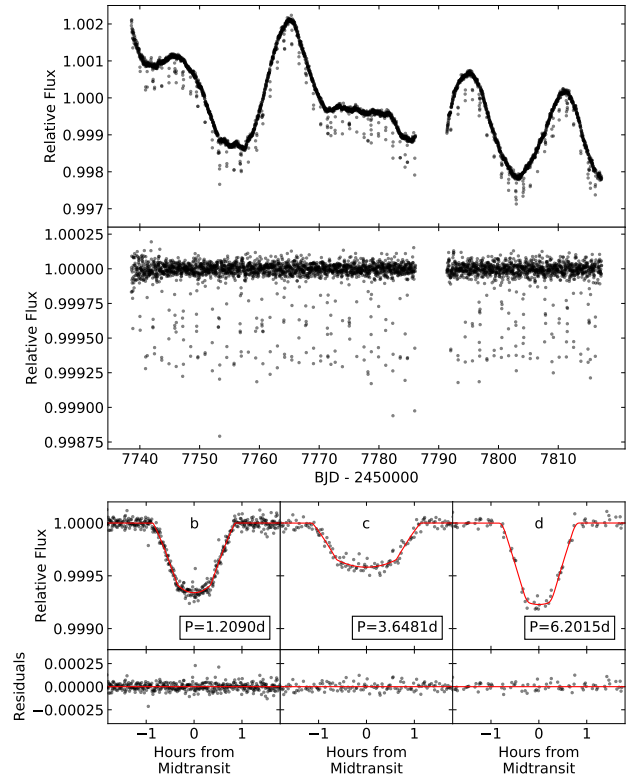 1.002
1.001
1.000
0.999
0.998
0.997
Relative Flux
1.00025
1.00000
0.99975
0.99950
0.99925
0.99900
0.99875
Relative Flux
7740 7750 7760 7770 7780 7790 7800 7810
BJD - 2450000
b c d
1.0000
0.9995
0.9990
Relative Flux
P=1.2090d P=3.6481d P=6.2015d
0.00025
0.00000
−0.00025
Residuals
−1 0 1 −1 0 1 −1 0 1
Hours from Hours from Hours from
Midtransit Midtransit Midtransit